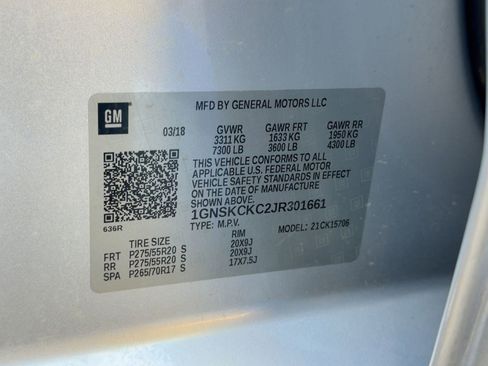 GM
MFD BY GENERAL MOTORS LLC
03/18 GVWR GAWR FRT GAWR RR
3311 KG 1633 KG 1950 KG
7300 LB 3600 LB 4300 LB
THIS VEHICLE CONFORMS TO ALL
APPLICABLE U.S. FEDERAL MOTOR
VEHICLE SAFETY STANDARDS IN EFFECT
ON THE DATE OF MANUFACTURE
SHOWN ABOVE.
1GNSKCKC2JR301661
636R TYPE: M.P.V. MODEL: 21CK15706
TIRE SIZE RIM
FRT P275/55R20 S 20X9J
RR P275/55R20 S 20X9J
SPA P265/70R17 S 17X7.5J